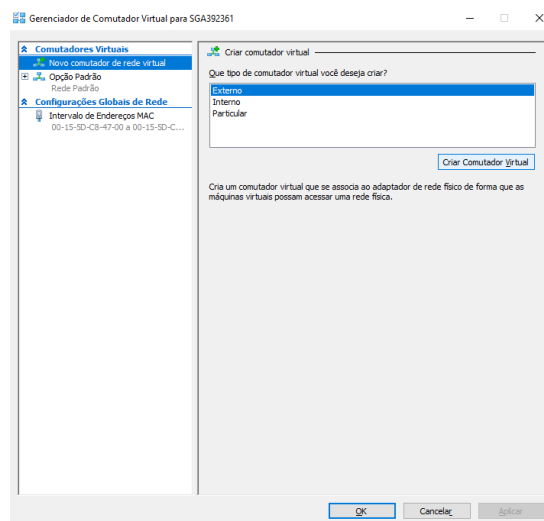 Gerenciador de Comutador Virtual para SGA392361
Comutadores Virtuais
Novo comutador de rede virtual
Opção Padrão
Rede Padrão
Configurações Globais de Rede
Intervalo de Endereços MAC
00-15-5D-C8-47-00 a 00-15-5D-C...
Criar comutador virtual
Que tipo de comutador virtual você deseja criar?
Externo
Interno
Particular
Criar Comutador Virtual
Cria um comutador virtual que se associa ao adaptador de rede físico de forma que as
máquinas virtuais possam acessar uma rede física.
OK
Cancelar
Aplicar